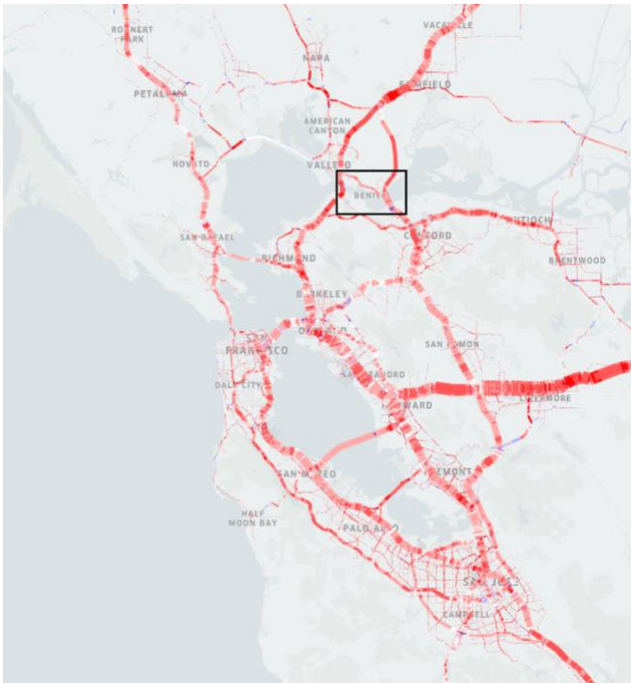 VACAVILLE
ROHNERT
PARK
NAPA
FAIRFIELD
PETALUMA
AMERICAN
CANYON
VALLEJO
NOVATO
BENICIA
ANTIOCH
CONCORD
SAN RAFAEL
RICHMOND
BRENTWOOD
BERKELEY
OAKLAND
SAN
FRANCISCO
SAN RAMON
SAN LEANDRO
DALY CITY
LIVERMORE
HAYWARD
SAN MATEO
FREMONT
HALF
MOON BAY
PALO ALTO
SAN JOSE
CAMPBELL